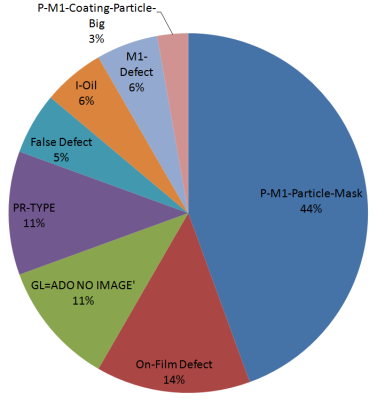 P-M1-Coating-Particle-
Big
3%
M1-
Defect
6%
I-Oil
6%
False Defect
5%
P-M1-Particle-Mask
44%
PR-TYPE
11%
GL=ADO NO IMAGE'
11%
On-Film Defect
14%